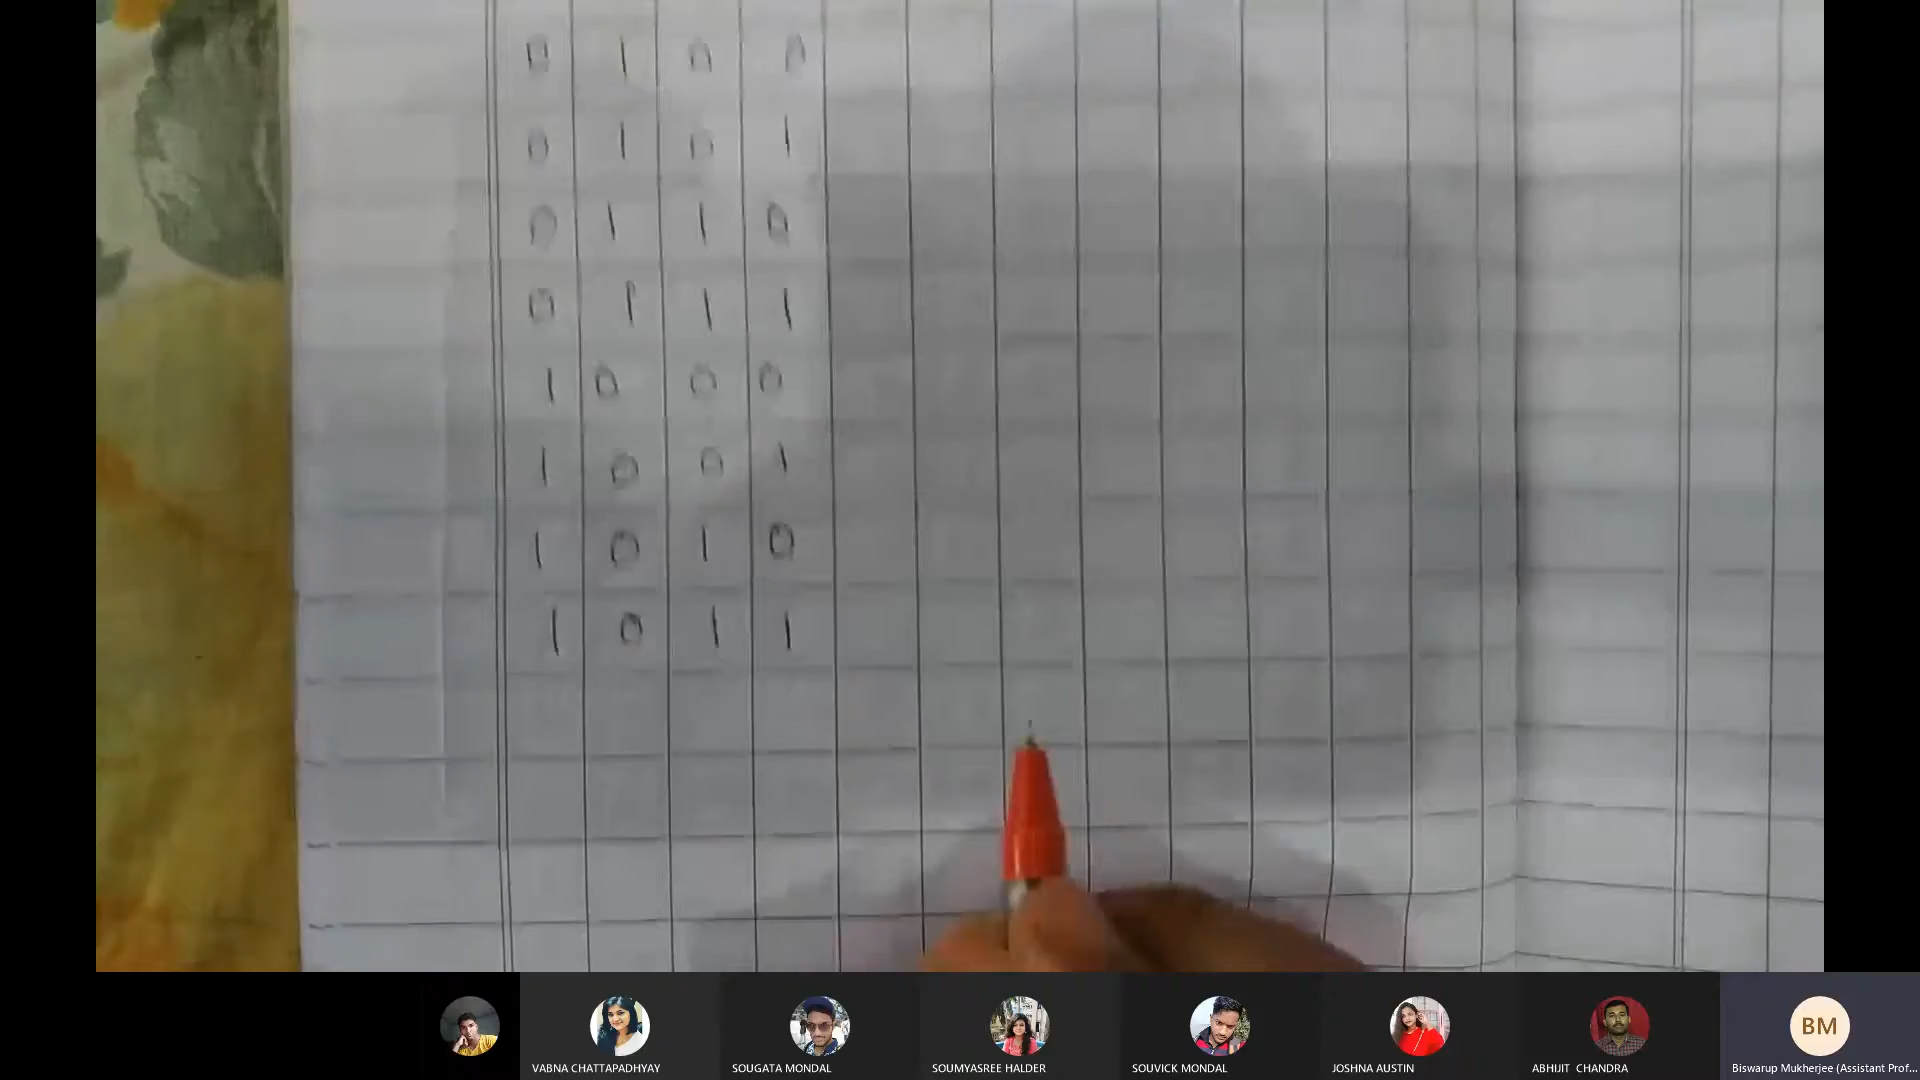 0 1 0 0
0 1 0 1
0 1 1 0
0 1 1 1
1 0 0 0
1 0 0 1
1 0 1 0
1 0 1 1
VABNA CHATTAPADHYAY SOUGATA MONDAL SOUMYASREE HALDER SOUVICK MONDAL JOSHNA AUSTIN ABHIJIT CHANDRA BM
Biswarup Mukherjee (Assistant Prof...